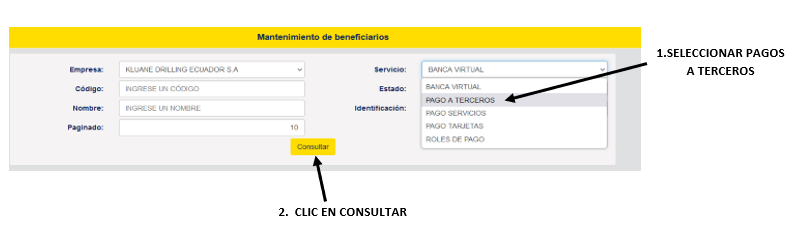 Mantenimiento de beneficiarios
Empresa: KLUANE DRILLING ECUADOR S.A Servicio: BANCA VIRTUAL
Código: INGRESE UN CÓDIGO Estado: BANCA VIRTUAL
PAGO A TERCEROS
Nombre: INGRESE UN NOMBRE Identificación: PAGO SERVICIOS
Paginado: 10 PAGO TARJETAS
ROLES DE PAGO
Consultar
1.SELECCIONAR PAGOS
A TERCEROS
2. CLIC EN CONSULTAR